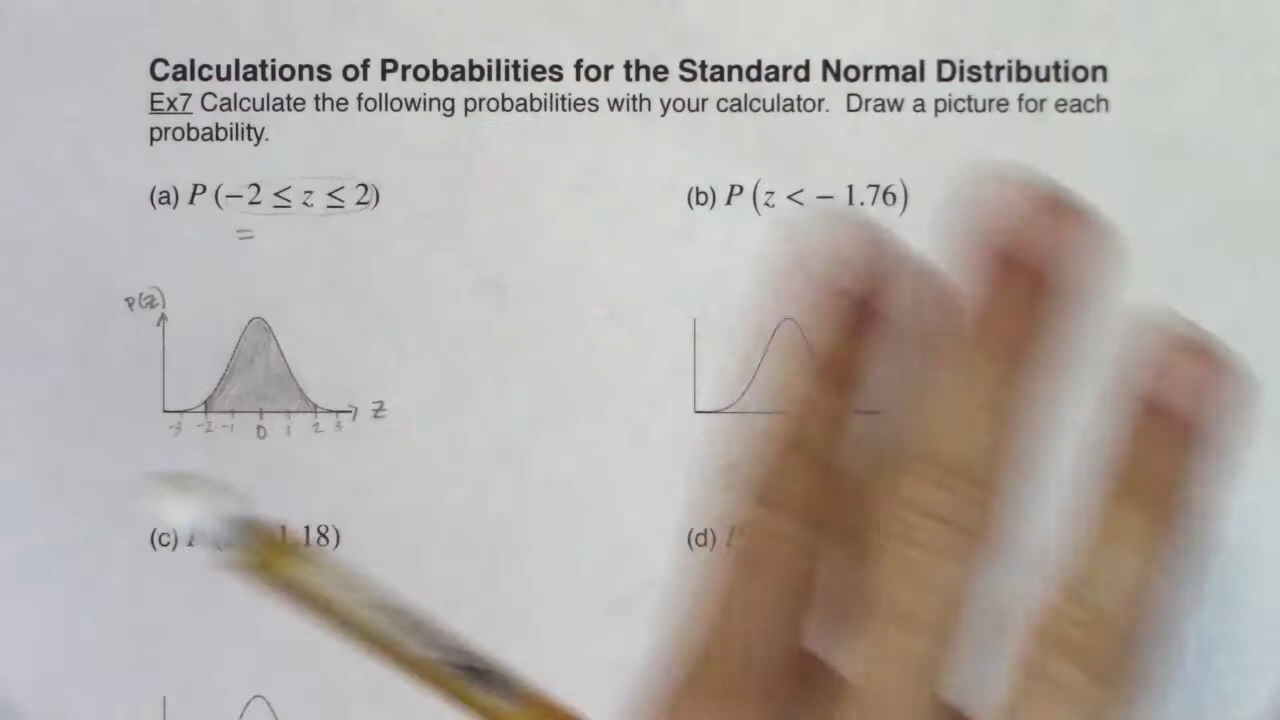 Calculations of Probabilities for the Standard Normal Distribution
Ex7 Calculate the following probabilities with your calculator. Draw a picture for each
probability.
(a) P (−2 ≤ z ≤ 2)
(b) P (z < − 1.76)
=
P(z)
z
-3 -2 -1 0 1 2 3
(c) 1.18)
(d)